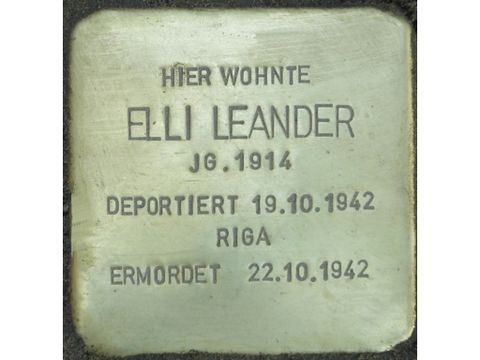 HIER WOHNTE
ELLI LEANDER
JG. 1914
DEPORTIERT 19.10.1942
RIGA
ERMORDET 22.10.1942